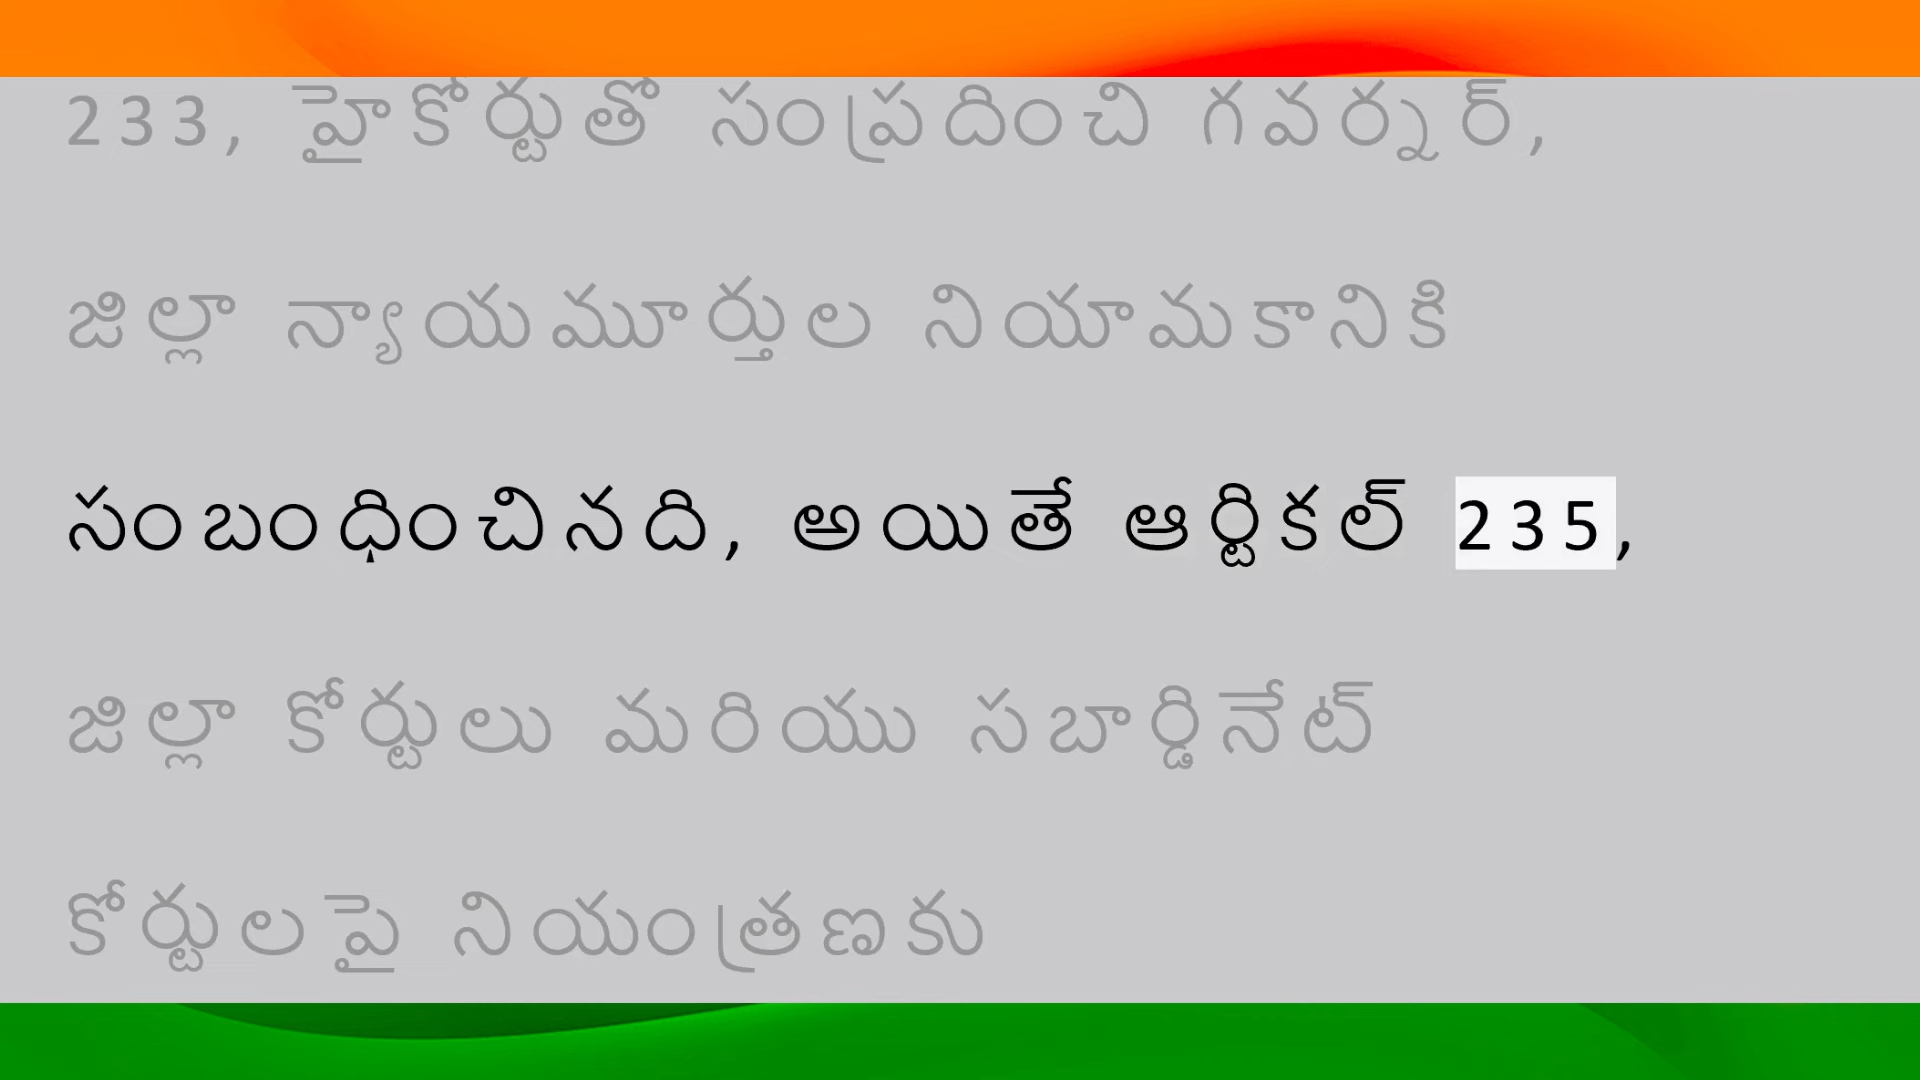 233, హైకోర్టుతో సంప్రదించి గవర్నర్,
జిల్లా న్యాయమూర్తుల నియామకానికి
సంబంధించినది, అయితే ఆర్టికల్ 235,
జిల్లా కోర్టులు మరియు సబార్డినేట్
కోర్టులపై నియంత్రణకు